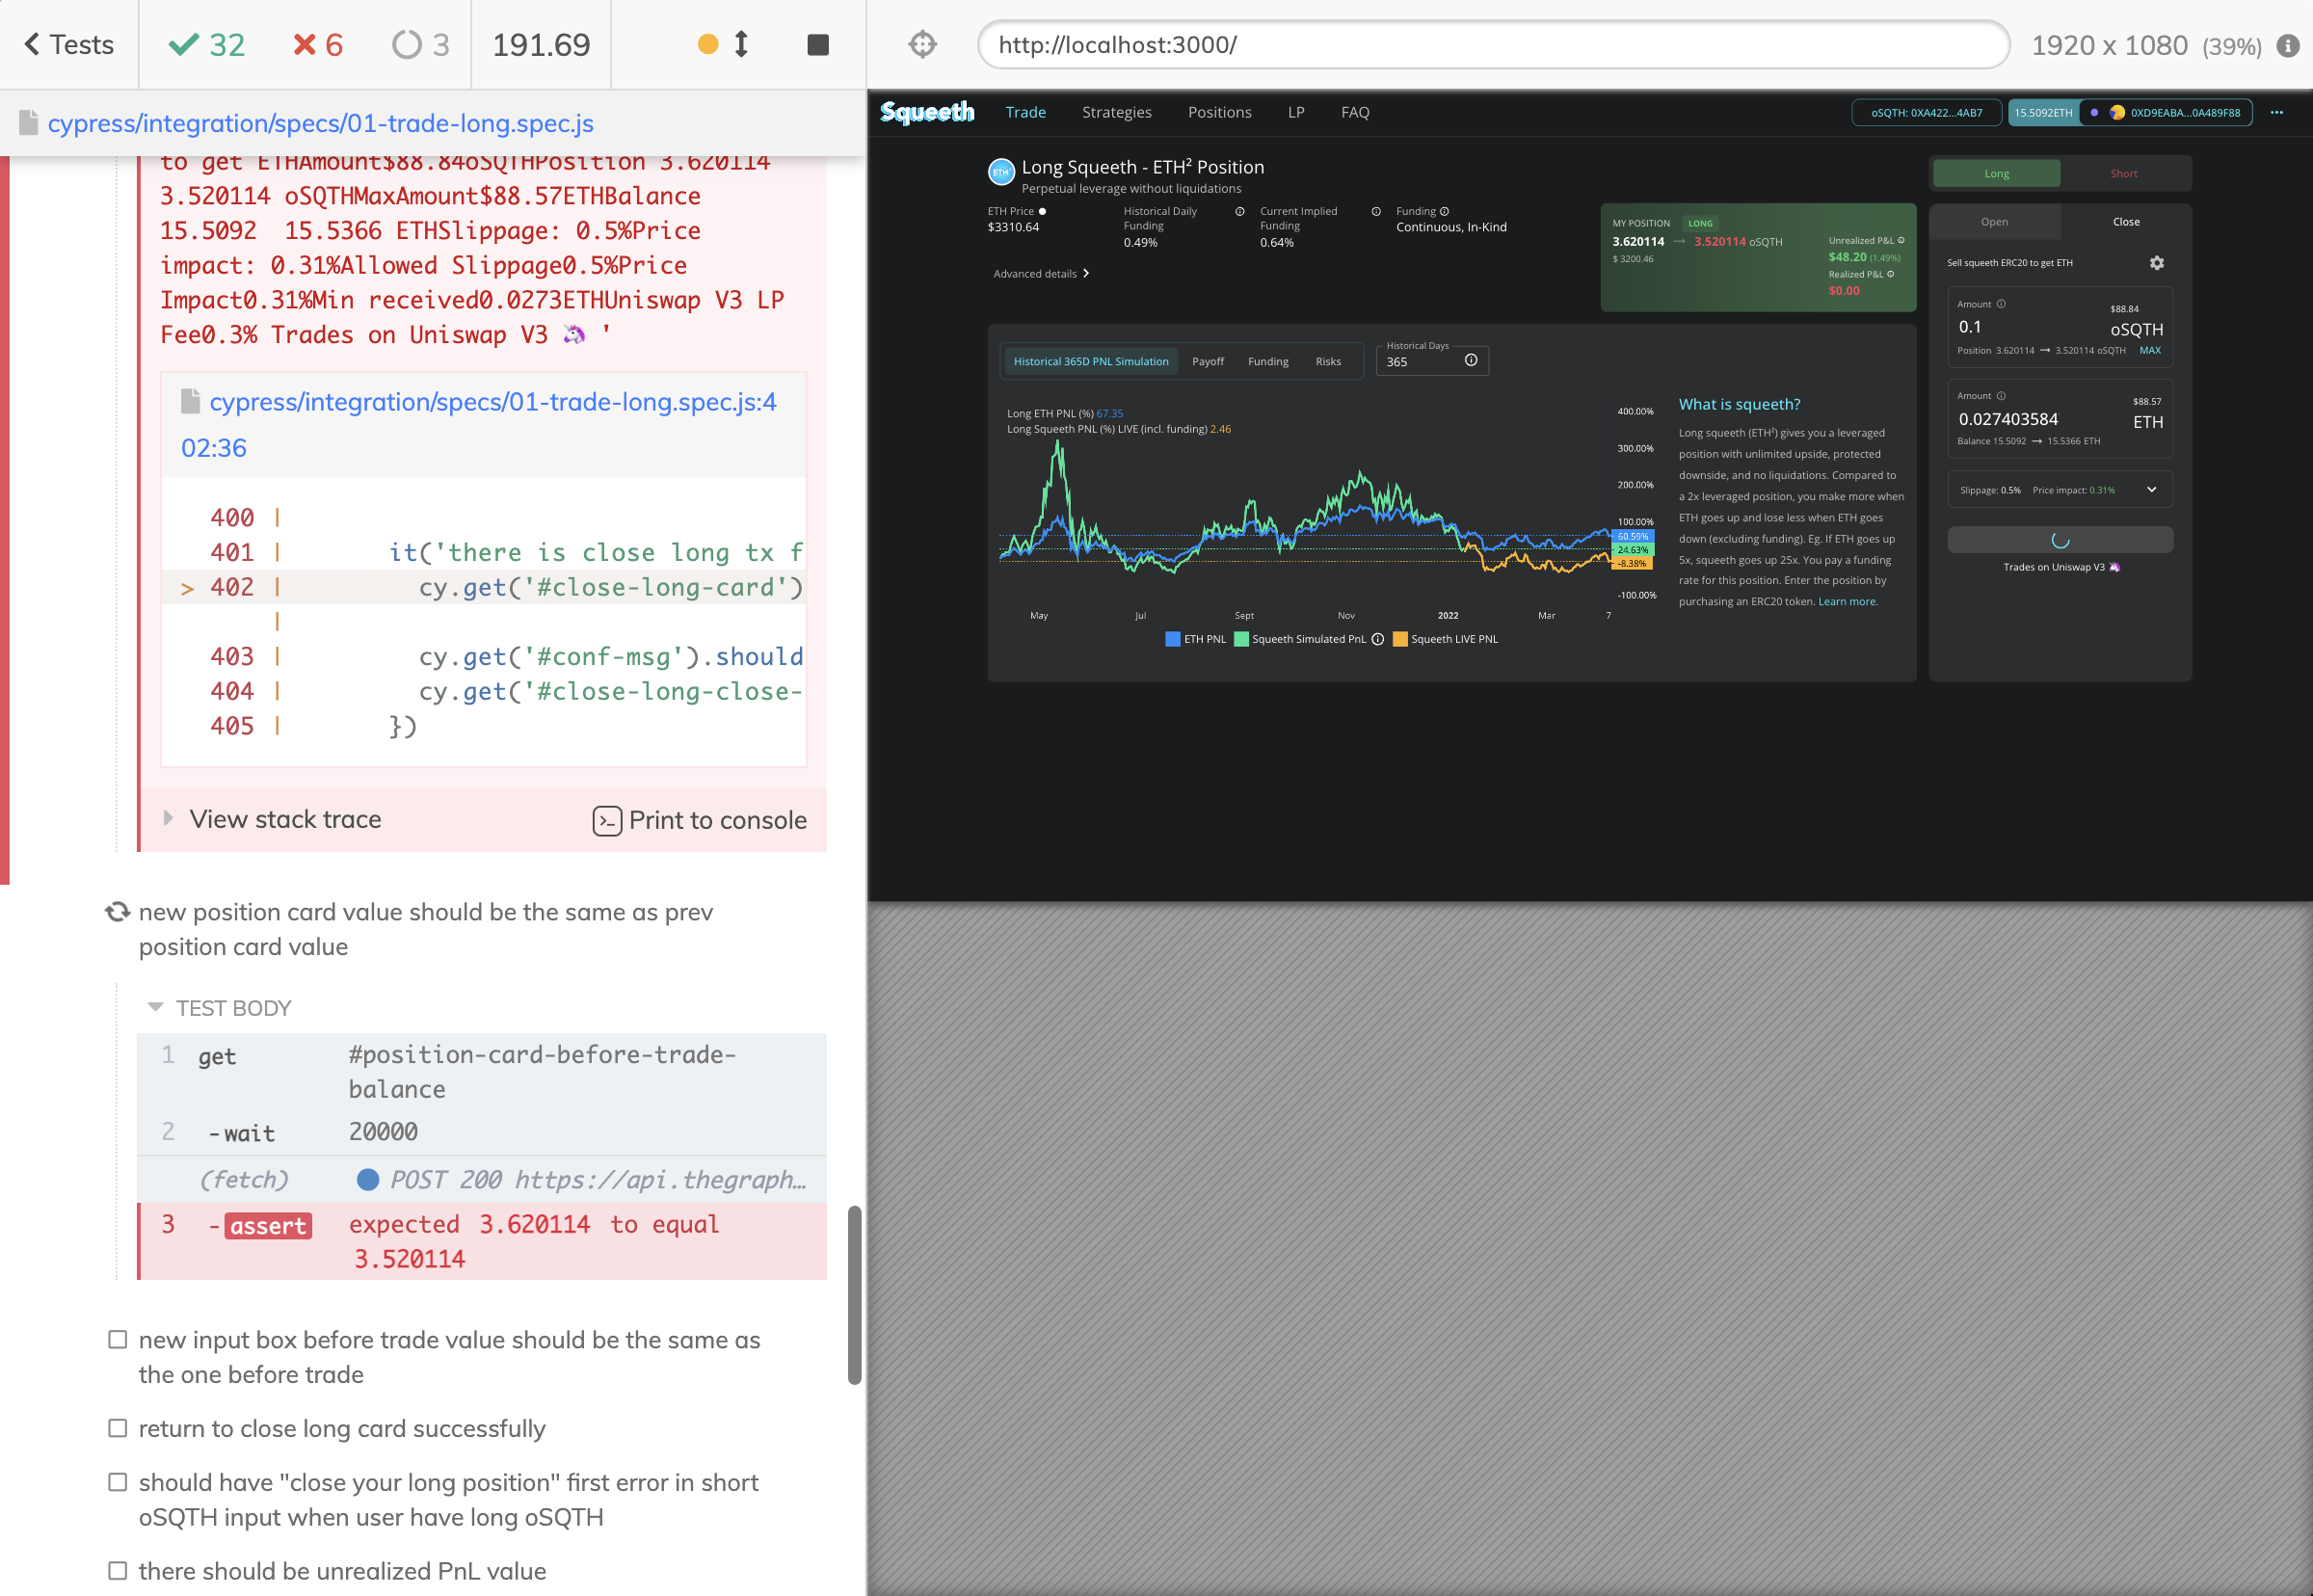 Tests
32
6
3
191.69
http://localhost:3000/
1920 x 1080 (39%)
cypress/integration/specs/01-trade-long.spec.js
to get ETHAmount$88.84oSQTHPosition 3.620114
3.520114 oSQTHMaxAmount$88.57ETHBalance
15.5092  15.5366 ETHSlippage: 0.5%Price
impact: 0.31%Allowed Slippage0.5%Price
Impact0.31%Min received0.0273ETHUniswap V3 LP
Fee0.3% Trades on Uniswap V3 🦄 '
cypress/integration/specs/01-trade-long.spec.js:4
02:36
400 |
401 | it('there is close long tx f
> 402 | cy.get('#close-long-card')
|
403 | cy.get('#conf-msg').should
404 | cy.get('#close-long-close-
405 | })
View stack trace
Print to console
new position card value should be the same as prev
position card value
TEST BODY
1 get #position-card-before-trade-
balance
2 -wait 20000
(fetch) POST 200 https://api.thegraph…
3 -assert expected 3.620114 to equal
3.520114
new input box before trade value should be the same as
the one before trade
return to close long card successfully
should have "close your long position" first error in short
oSQTH input when user have long oSQTH
there should be unrealized PnL value
Squeeth
Trade
Strategies
Positions
LP
FAQ
oSQTH: 0XA422...4AB7
15.5092ETH
0XD9EABA...0A489F88
ETH²
Long Squeeth - ETH² Position
Perpetual leverage without liquidations
ETH Price
$3310.64
Historical Daily
Funding
0.49%
Current Implied
Funding
0.64%
Funding
Continuous, In-Kind
Advanced details
MY POSITION LONG
3.620114 → 3.520114 oSQTH
$ 3200.46
Unrealized P&L
$48.20 (1.49%)
Realized P&L
$0.00
Historical 365D PNL Simulation
Payoff
Funding
Risks
Historical Days
365
Long ETH PNL (%) 67.35
Long Squeeth PNL (%) LIVE (incl. funding) 2.46
400.00%
300.00%
200.00%
100.00%
60.59%
24.63%
-8.38%
-100.00%
May
Jul
Sept
Nov
2022
Mar
7
ETH PNL
Squeeth Simulated PnL
Squeeth LIVE PNL
What is squeeth?
Long squeeth (ETH²) gives you a leveraged
position with unlimited upside, protected
downside, and no liquidations. Compared to
a 2x leveraged position, you make more when
ETH goes up and lose less when ETH goes
down (excluding funding). Eg. If ETH goes up
5x, squeeth goes up 25x. You pay a funding
rate for this position. Enter the position by
purchasing an ERC20 token. Learn more.
Long
Short
Open
Close
Sell squeeth ERC20 to get ETH
Amount
$88.84
0.1
oSQTH
Position 3.620114 → 3.520114 oSQTH MAX
Amount
$88.57
0.027403584
ETH
Balance 15.5092 → 15.5366 ETH
Slippage: 0.5% Price impact: 0.31%
Trades on Uniswap V3 🦄